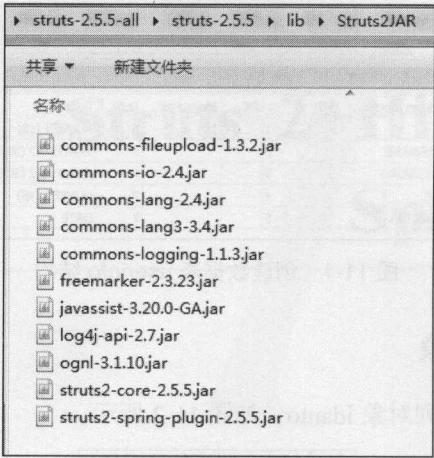 struts-2.5.5-all ▸ struts-2.5.5 ▸ lib ▸ Struts2JAR
共享 新建文件夹
名称
commons-fileupload-1.3.2.jar
commons-io-2.4.jar
commons-lang-2.4.jar
commons-lang3-3.4.jar
commons-logging-1.1.3.jar
freemarker-2.3.23.jar
javassist-3.20.0-GA.jar
log4j-api-2.7.jar
ognl-3.1.10.jar
struts2-core-2.5.5.jar
struts2-spring-plugin-2.5.5.jar